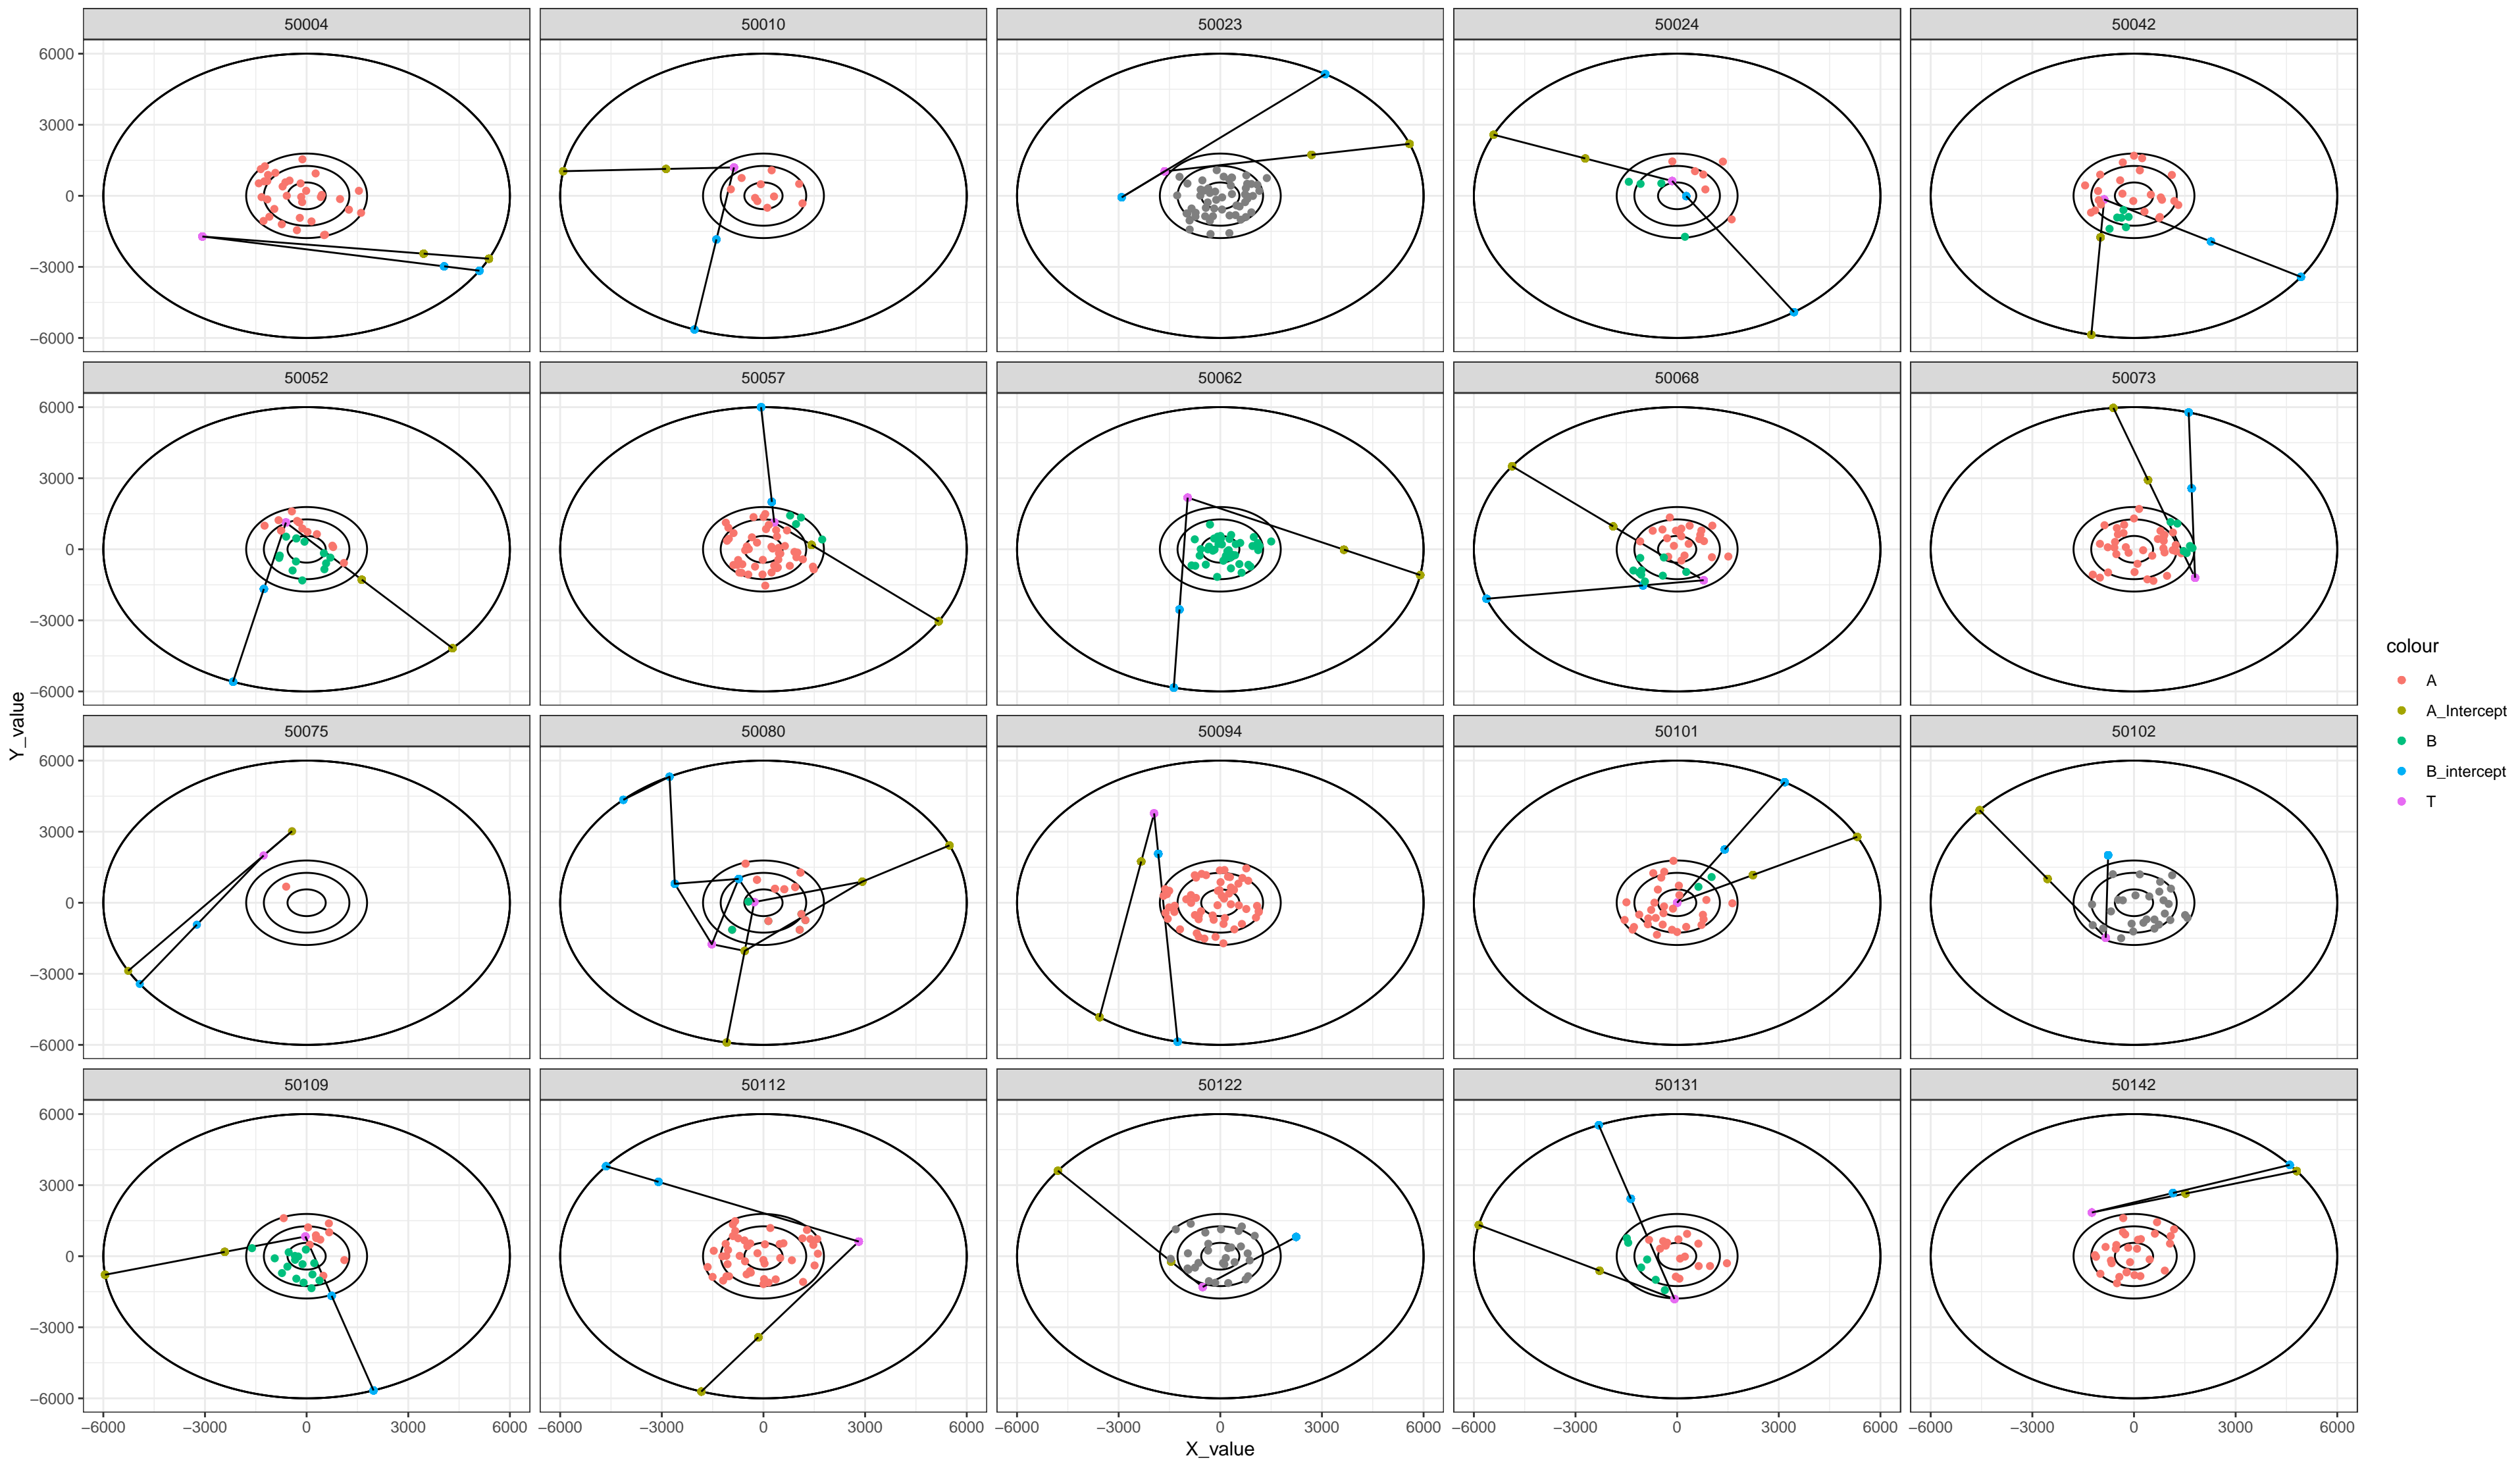 50004 50010 50023 50024 50042
6000
3000
0
−3000
−6000
50052 50057 50062 50068 50073
6000
3000
0
−3000
−6000
50075 50080 50094 50101 50102
6000
3000
0
−3000
−6000
50109 50112 50122 50131 50142
6000
3000
0
−3000
−6000
−6000 −3000 0 3000 6000 −6000 −3000 0 3000 6000 −6000 −3000 0 3000 6000 −6000 −3000 0 3000 6000 −6000 −3000 0 3000 6000
X_value
Y_value
colour
A
A_Intercept
B
B_intercept
T